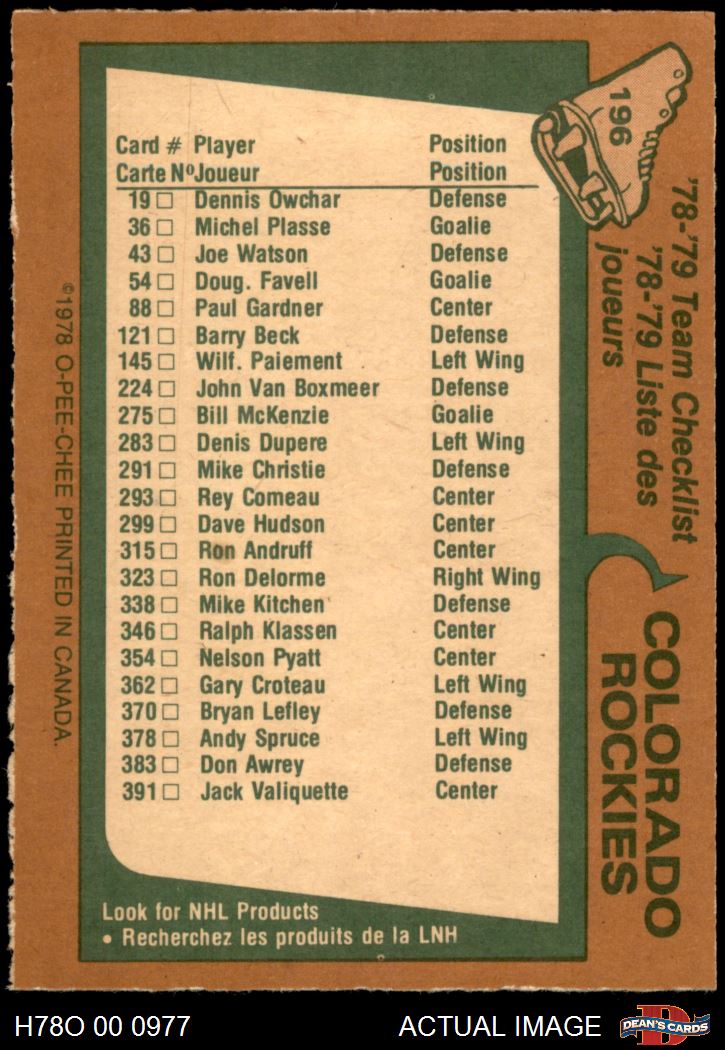 196
'78-'79 Team Checklist
'78-'79 Liste des
joueurs
COLORADO
ROCKIES
Card # Player Position
Carte Nº Joueur Position
19 □ Dennis Owchar Defense
36 □ Michel Plasse Goalie
43 □ Joe Watson Defense
54 □ Doug. Favell Goalie
88 □ Paul Gardner Center
121 □ Barry Beck Defense
145 □ Wilf. Paiement Left Wing
224 □ John Van Boxmeer Defense
275 □ Bill McKenzie Goalie
283 □ Denis Dupere Left Wing
291 □ Mike Christie Defense
293 □ Rey Comeau Center
299 □ Dave Hudson Center
315 □ Ron Andruff Center
323 □ Ron Delorme Right Wing
338 □ Mike Kitchen Defense
346 □ Ralph Klassen Center
354 □ Nelson Pyatt Center
362 □ Gary Croteau Left Wing
370 □ Bryan Lefley Defense
378 □ Andy Spruce Left Wing
383 □ Don Awrey Defense
391 □ Jack Valiquette Center
Look for NHL Products
• Recherchez les produits de la LNH
©1978 O-PEE-CHEE PRINTED IN CANADA.
H78O 00 0977 ACTUAL IMAGE
D
DEAN'S CARDS